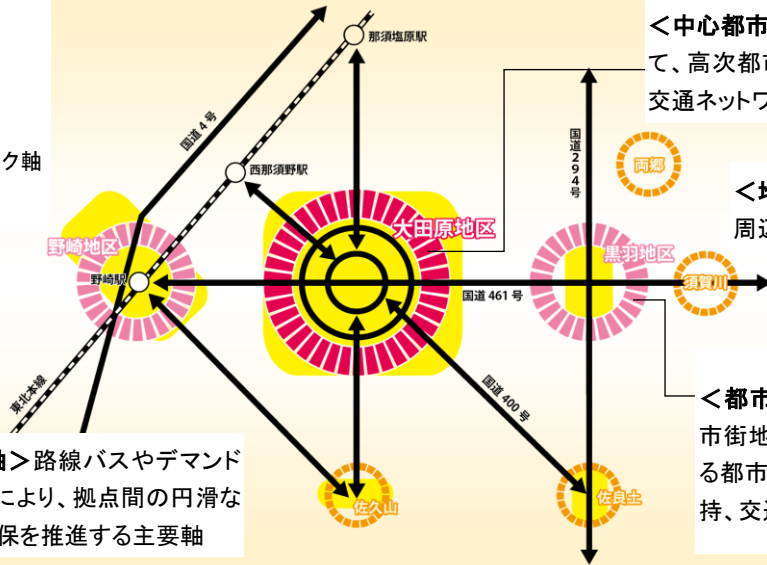 那須塩原駅
国道4号
西那須野駅
ク軸
＜中心都市
て、高次都市
交通ネットワ
国道294号
両郷
＜地
周辺
大田原地区
野崎地区
黒羽地区
野崎駅
須賀川
国道461号
東北本線
国道400号
＜都市
市街地
る都市
持、交通
軸＞路線バスやデマンド
により、拠点間の円滑な
保を推進する主要軸
佐久山
佐良土